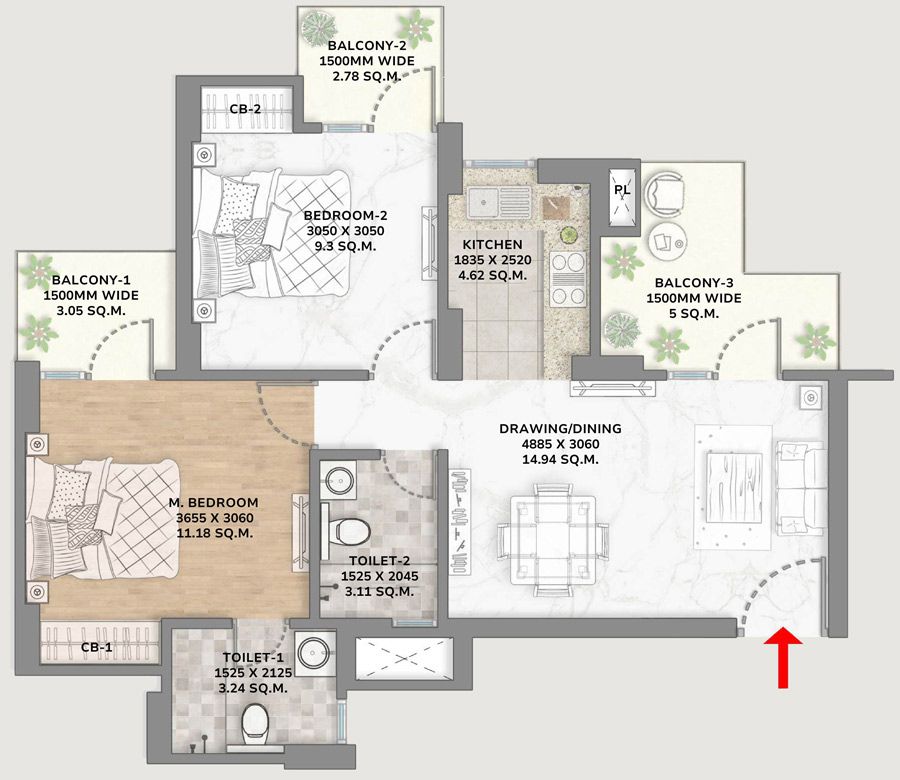 BALCONY-2
1500MM WIDE
2.78 SQ.M.
CB-2
PL
BEDROOM-2
3050 X 3050
9.3 SQ.M.
KITCHEN
1835 X 2520
4.62 SQ.M.
BALCONY-1
1500MM WIDE
3.05 SQ.M.
BALCONY-3
1500MM WIDE
5 SQ.M.
DRAWING/DINING
4885 X 3060
14.94 SQ.M.
M. BEDROOM
3655 X 3060
11.18 SQ.M.
TOILET-2
1525 X 2045
3.11 SQ.M.
CB-1
TOILET-1
1525 X 2125
3.24 SQ.M.